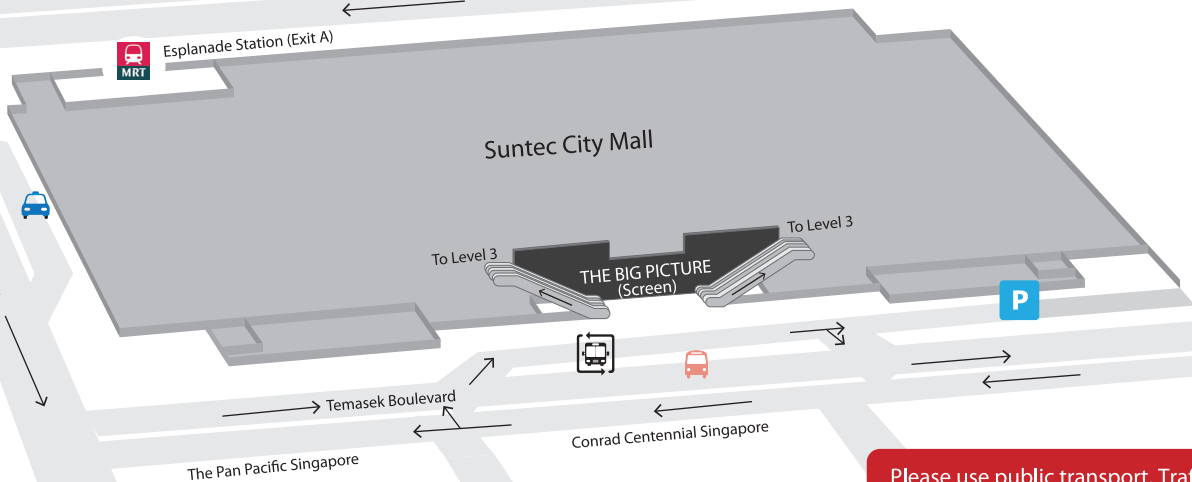 Esplanade Station (Exit A)
MRT
Suntec City Mall
To Level 3
To Level 3
THE BIG PICTURE
(Screen)
P
Temasek Boulevard
Conrad Centennial Singapore
The Pan Pacific Singapore
Please use public transport.